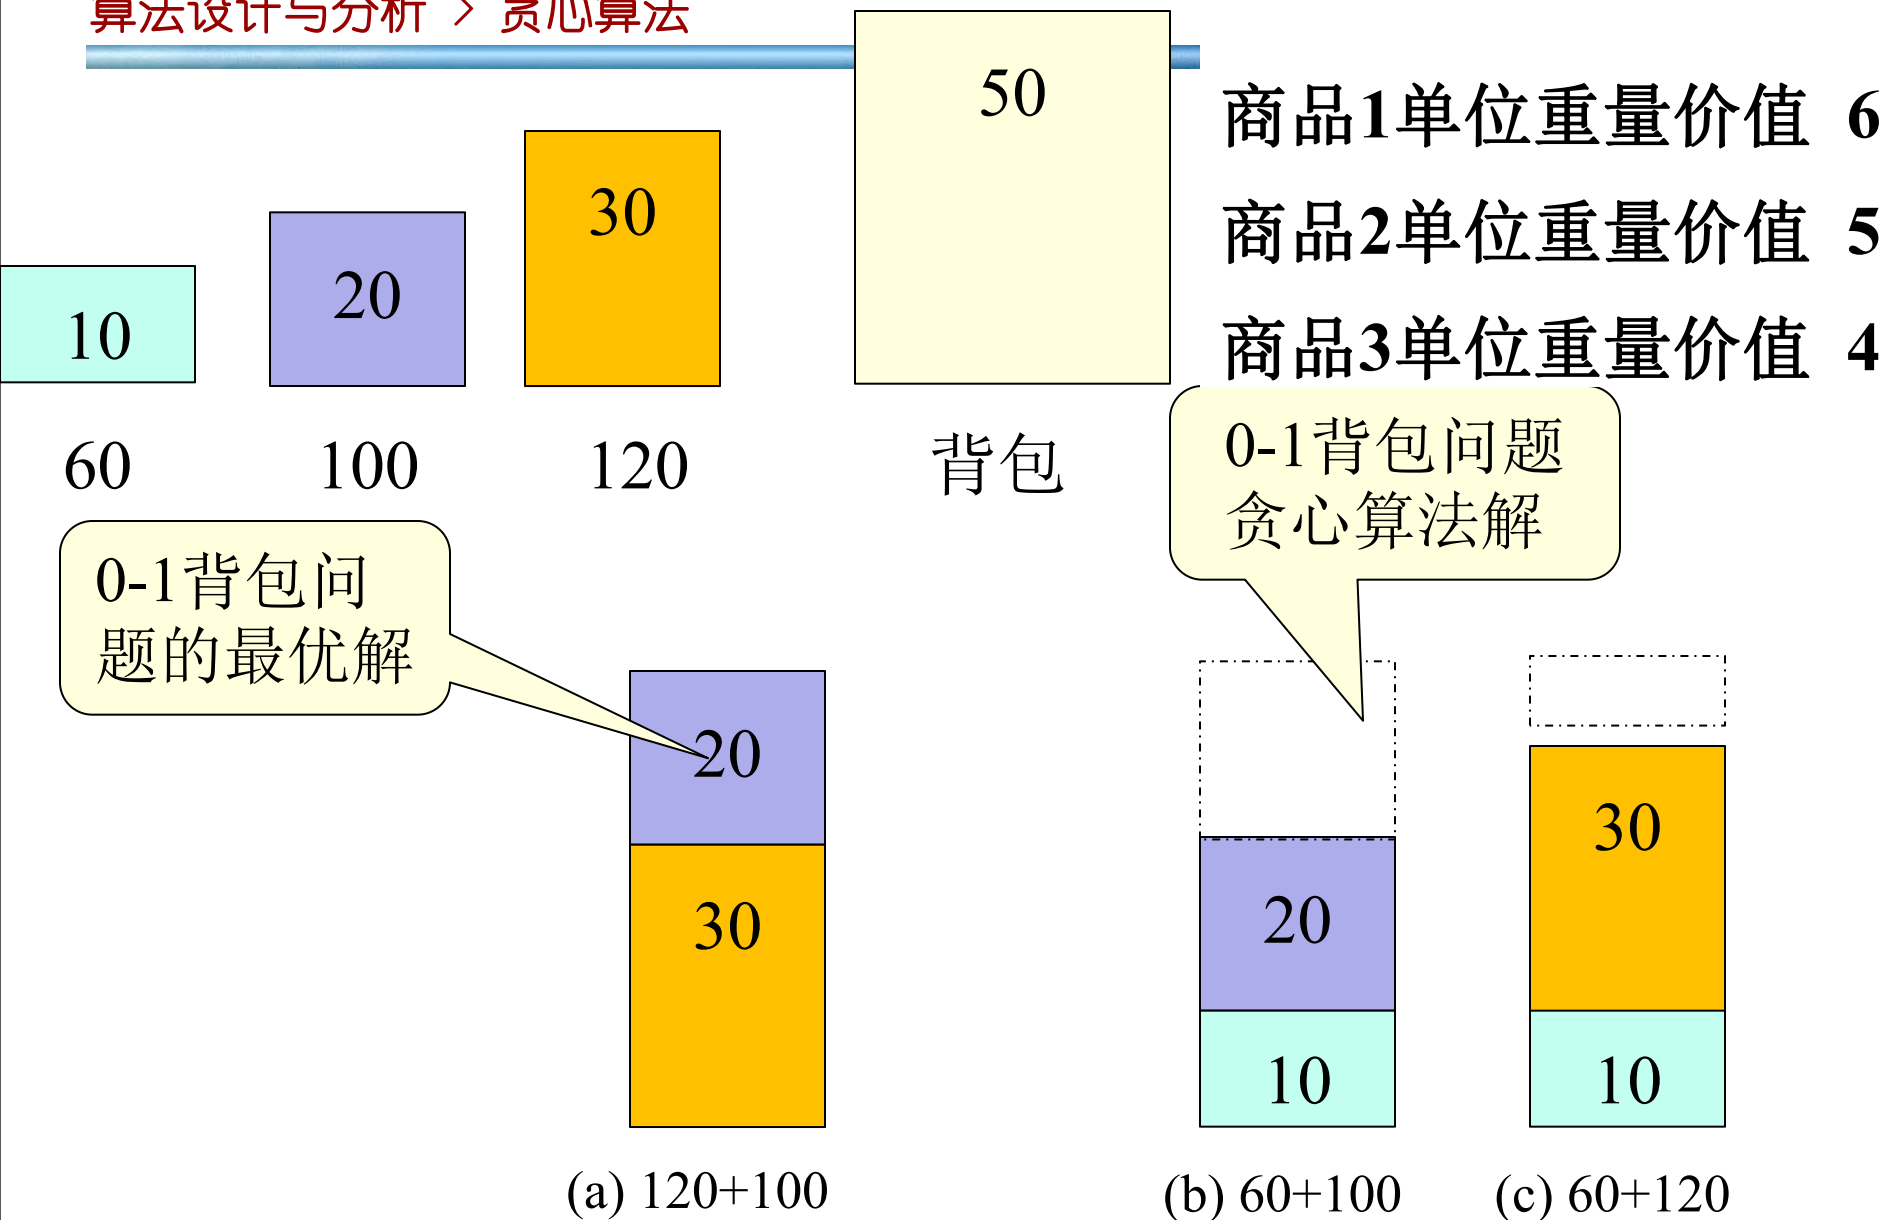 算法设计与分析 > 贪心算法
50
商品1单位重量价值 6
商品2单位重量价值 5
商品3单位重量价值 4
10
20
30
60
100
120
背包
0-1背包问题
贪心算法解
0-1背包问
题的最优解
20
30
20
10
30
10
(a) 120+100
(b) 60+100
(c) 60+120